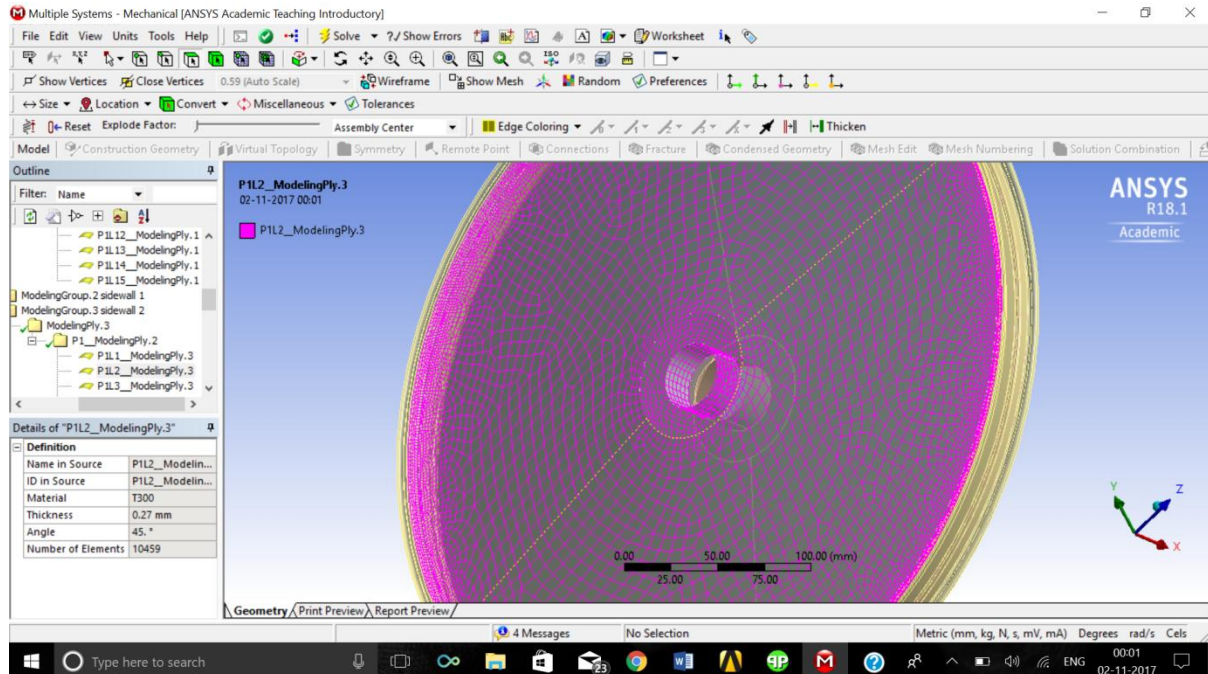 Multiple Systems - Mechanical [ANSYS Academic Teaching Introductory]
File Edit View Units Tools Help Solve ?/ Show Errors Worksheet
Show Vertices Close Vertices 0.59 (Auto Scale) Wireframe Show Mesh Random Preferences
Size Location Convert Miscellaneous Tolerances
Reset Explode Factor: Assembly Center Edge Coloring Thicken
Model Construction Geometry Virtual Topology Symmetry Remote Point Connections Fracture Condensed Geometry Mesh Edit Mesh Numbering Solution Combination
Outline
Filter: Name
P1L12__ModelingPly.1
P1L13__ModelingPly.1
P1L14__ModelingPly.1
P1L15__ModelingPly.1
ModelingGroup.2 sidewall 1
ModelingGroup.3 sidewall 2
ModelingPly.3
P1__ModelingPly.2
P1L1__ModelingPly.3
P1L2__ModelingPly.3
P1L3__ModelingPly.3
Details of "P1L2__ModelingPly.3"
Definition
Name in Source P1L2__Modelin...
ID in Source P1L2__Modelin...
Material T300
Thickness 0.27 mm
Angle 45. °
Number of Elements 10459
P1L2__ModelingPly.3
02-11-2017 00:01
P1L2__ModelingPly.3
ANSYS
R18.1
Academic
Y
Z
X
0.00 50.00 100.00 (mm)
25.00 75.00
Geometry Print Preview Report Preview
4 Messages No Selection Metric (mm, kg, N, s, mV, mA) Degrees rad/s Cels
Type here to search 23 ENG 00:01
02-11-2017